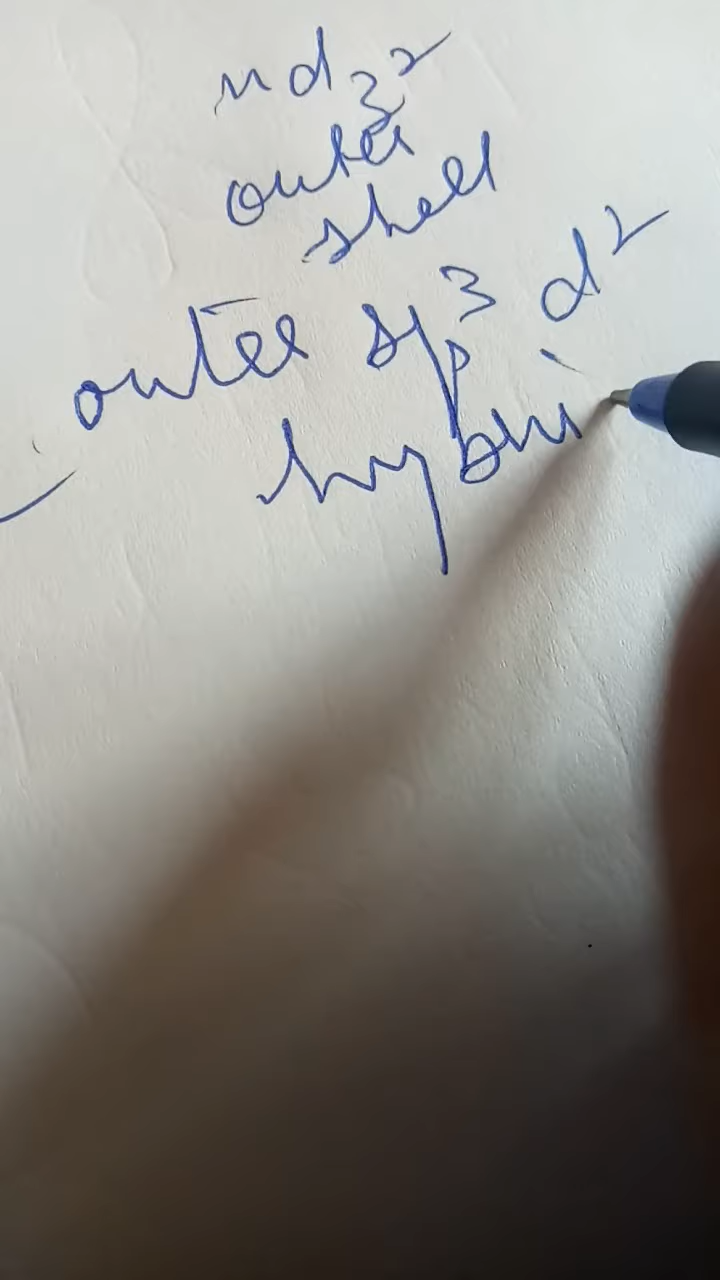 nd z²
outer
shell
outer sp³ d²
hybri